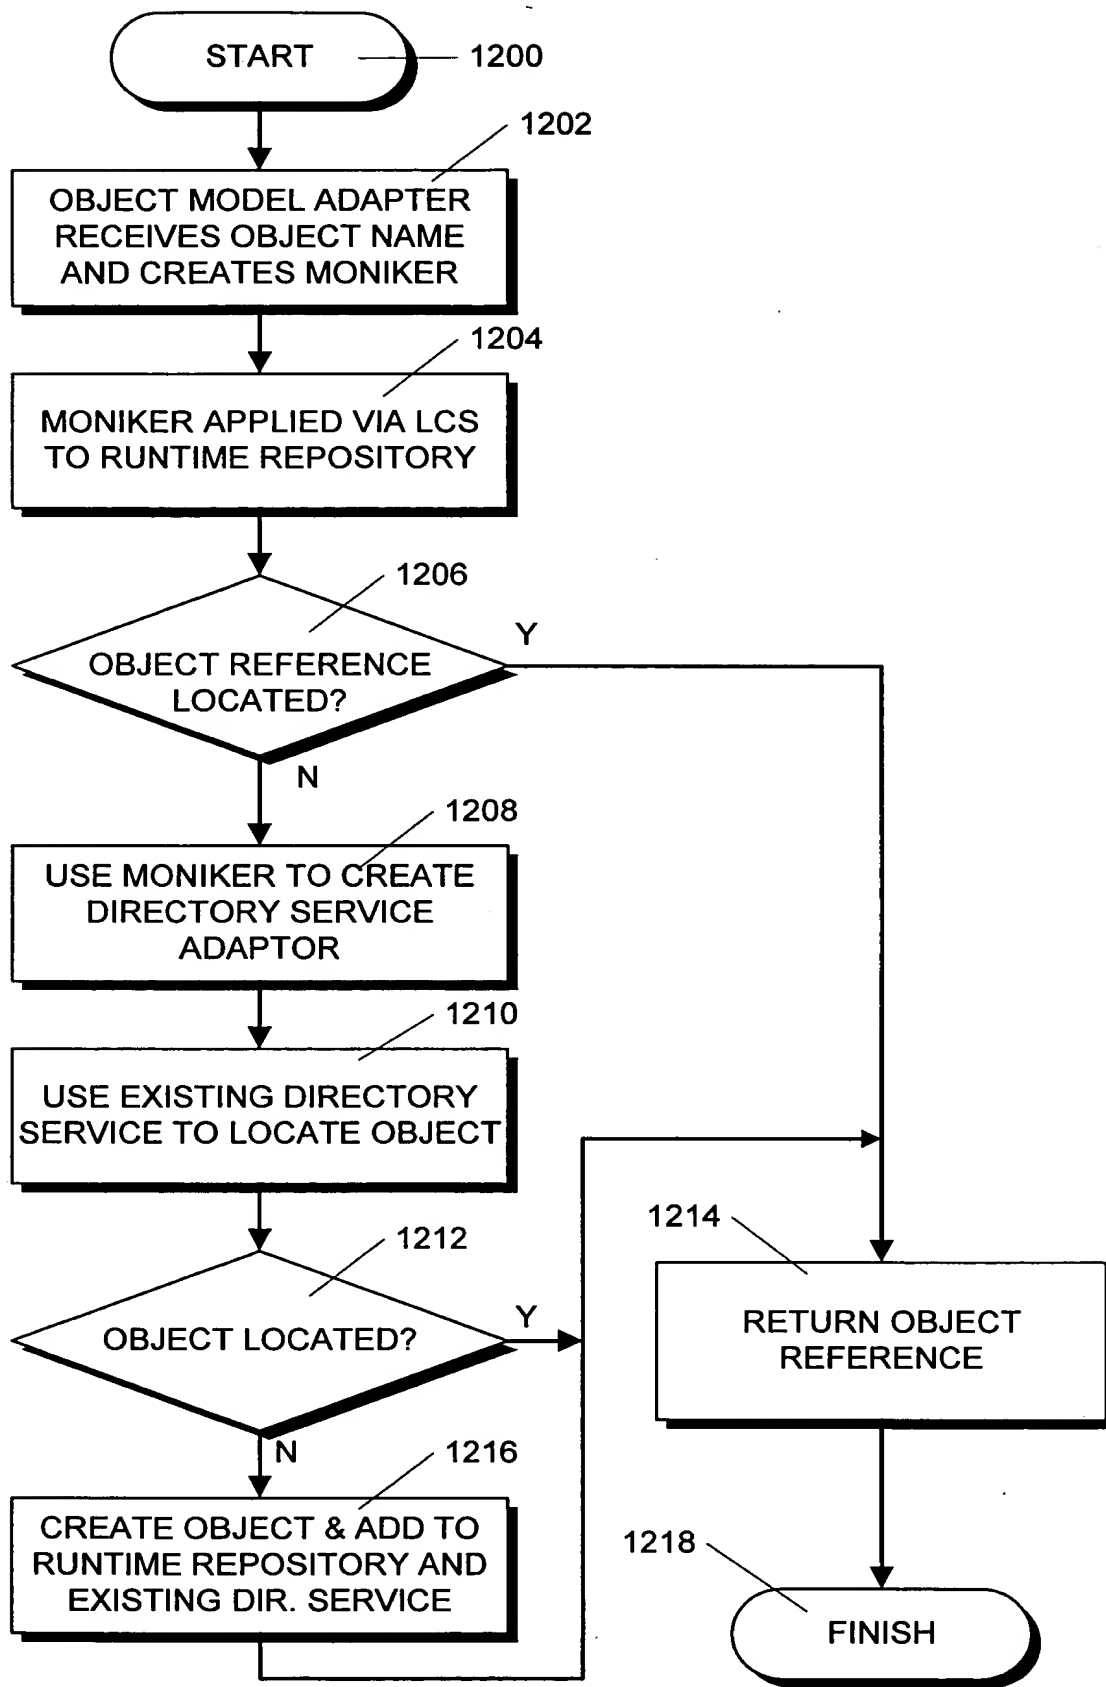 START
1200
1202
OBJECT MODEL ADAPTER
RECEIVES OBJECT NAME
AND CREATES MONIKER
1204
MONIKER APPLIED VIA LCS
TO RUNTIME REPOSITORY
1206
OBJECT REFERENCE
LOCATED?
Y
N
1208
USE MONIKER TO CREATE
DIRECTORY SERVICE
ADAPTOR
1210
USE EXISTING DIRECTORY
SERVICE TO LOCATE OBJECT
1212
OBJECT LOCATED?
Y
N
1214
RETURN OBJECT
REFERENCE
1216
CREATE OBJECT & ADD TO
RUNTIME REPOSITORY AND
EXISTING DIR. SERVICE
1218
FINISH